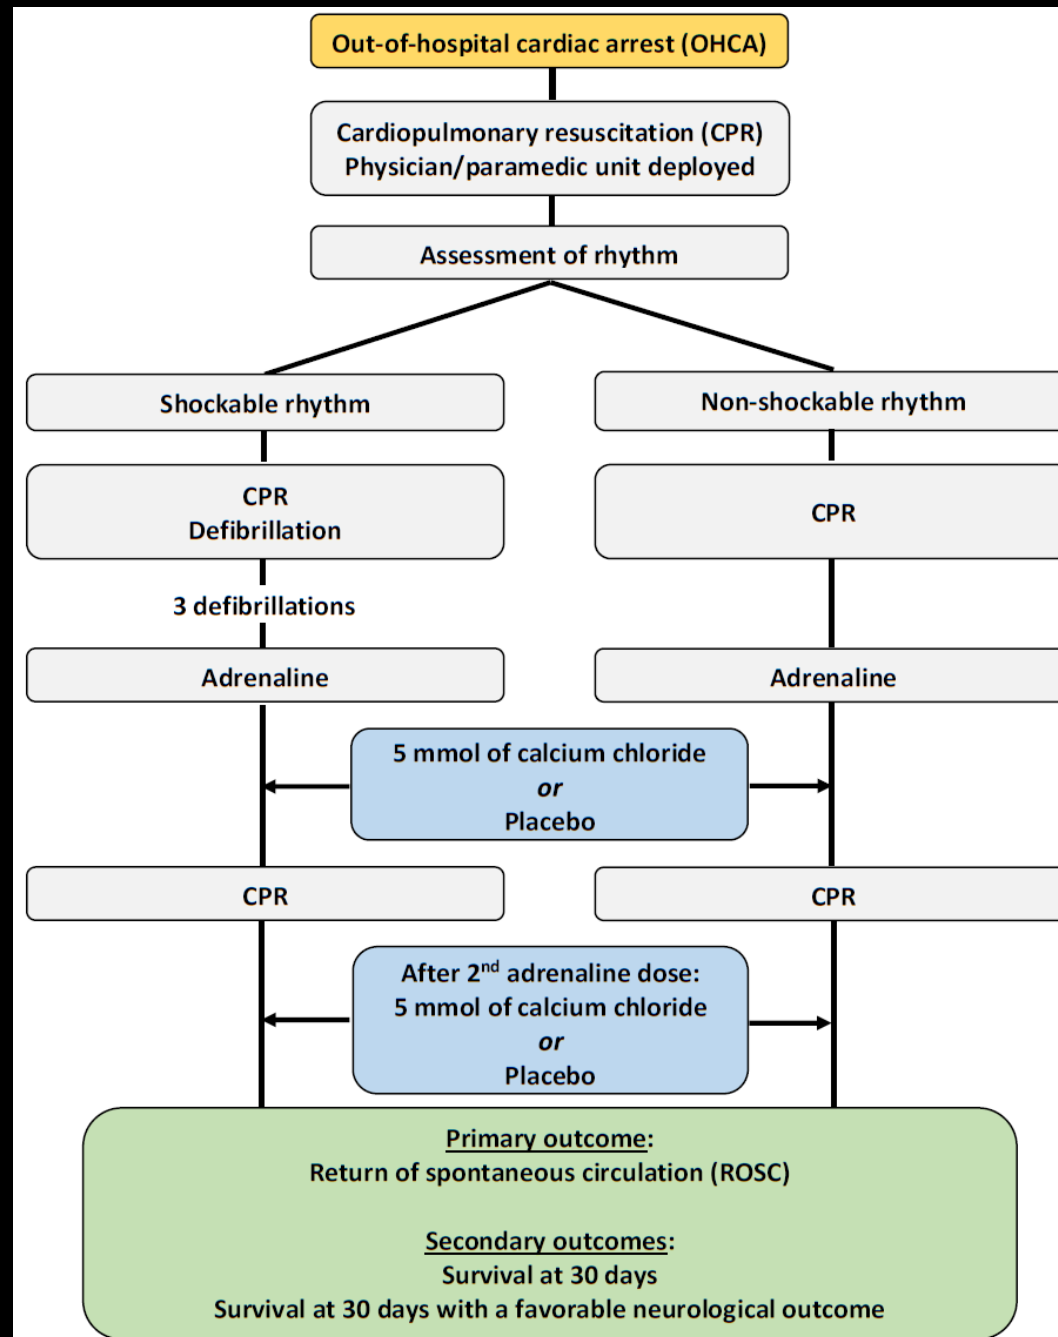 Out-of-hospital cardiac arrest (OHCA)
Cardiopulmonary resuscitation (CPR)
Physician/paramedic unit deployed
Assessment of rhythm
Shockable rhythm
Non-shockable rhythm
CPR
Defibrillation
CPR
3 defibrillations
Adrenaline
Adrenaline
5 mmol of calcium chloride
or
Placebo
CPR
CPR
After 2nd adrenaline dose:
5 mmol of calcium chloride
or
Placebo
Primary outcome:
Return of spontaneous circulation (ROSC)
Secondary outcomes:
Survival at 30 days
Survival at 30 days with a favorable neurological outcome